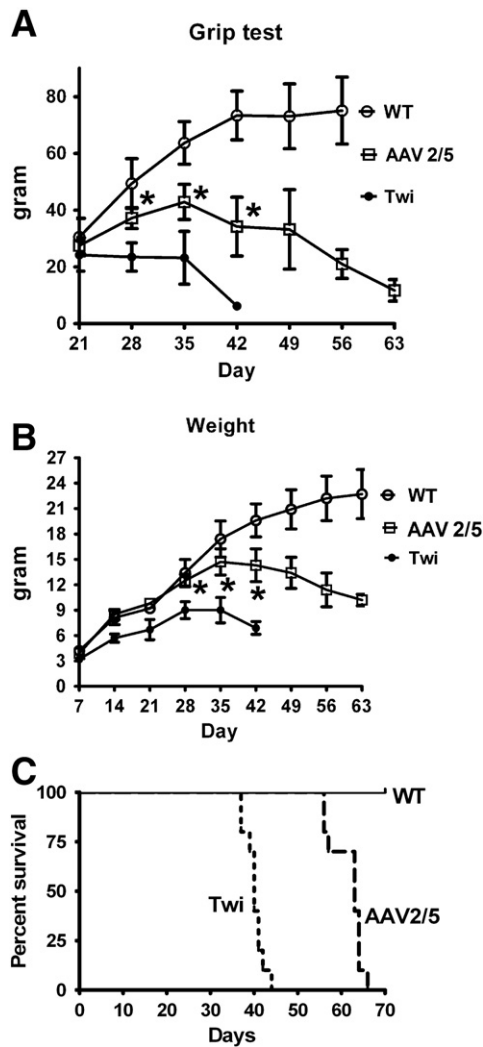 A
Grip test
gram
80
60
40
20
0
WT
AAV 2/5
Twi
*
*
*
21 28 35 42 49 56 63
Day
B
Weight
gram
27
24
21
18
15
12
9
6
3
0
WT
AAV 2/5
Twi
*
*
*
7 14 21 28 35 42 49 56 63
Day
C
Percent survival
100
75
50
25
0
WT
Twi
AAV2/5
0 10 20 30 40 50 60 70
Days